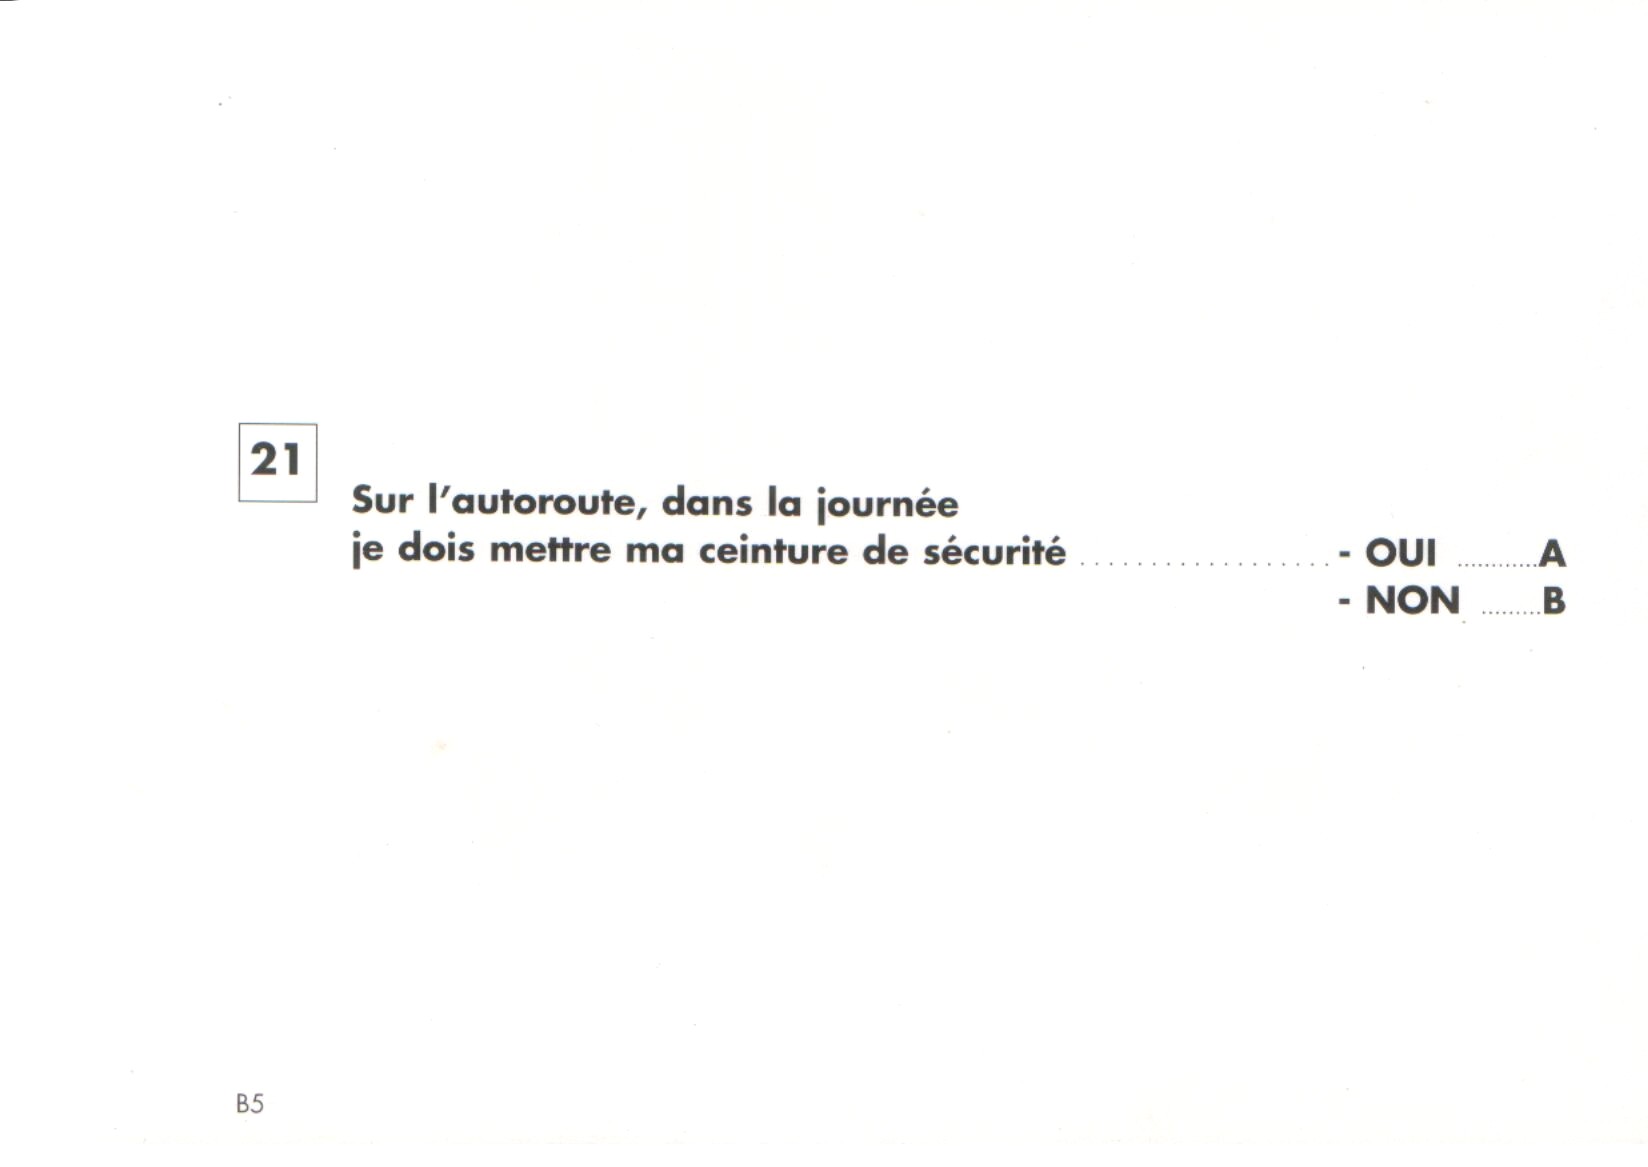 21
Sur l'autoroute, dans la journée
je dois mettre ma ceinture de sécurité .................. - OUI ............A
- NON .........B
B5